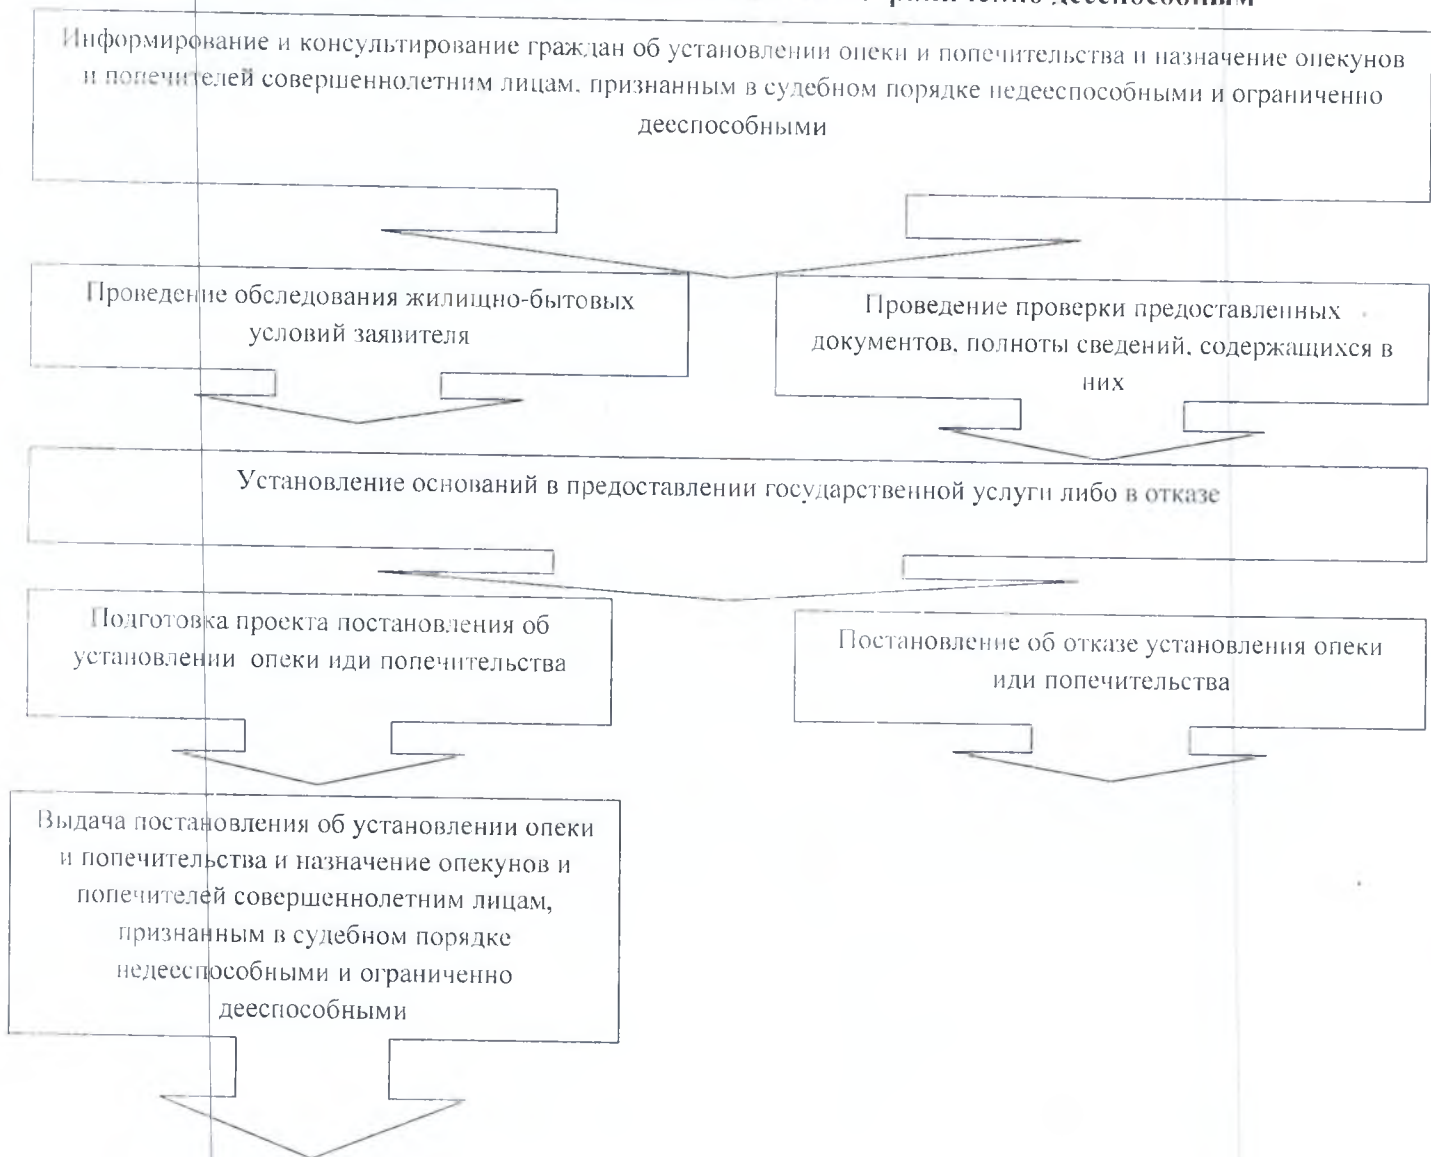 дееспособным
Информирование и консультирование граждан об установлении опеки и попечительства и назначение опекунов
и попечителей совершеннолетним лицам, признанным в судебном порядке недееспособными и ограниченно
дееспособными
Проведение обследования жилищно-бытовых
условий заявителя
Проведение проверки предоставленных
документов, полноты сведений, содержащихся в
них
Установление оснований в предоставлении государственной услуги либо в отказе
Подготовка проекта постановления об
установлении опеки иди попечительства
Постановление об отказе установления опеки
иди попечительства
Выдача постановления об установлении опеки
и попечительства и назначение опекунов и
попечителей совершеннолетним лицам,
признанным в судебном порядке
недееспособными и ограниченно
дееспособными